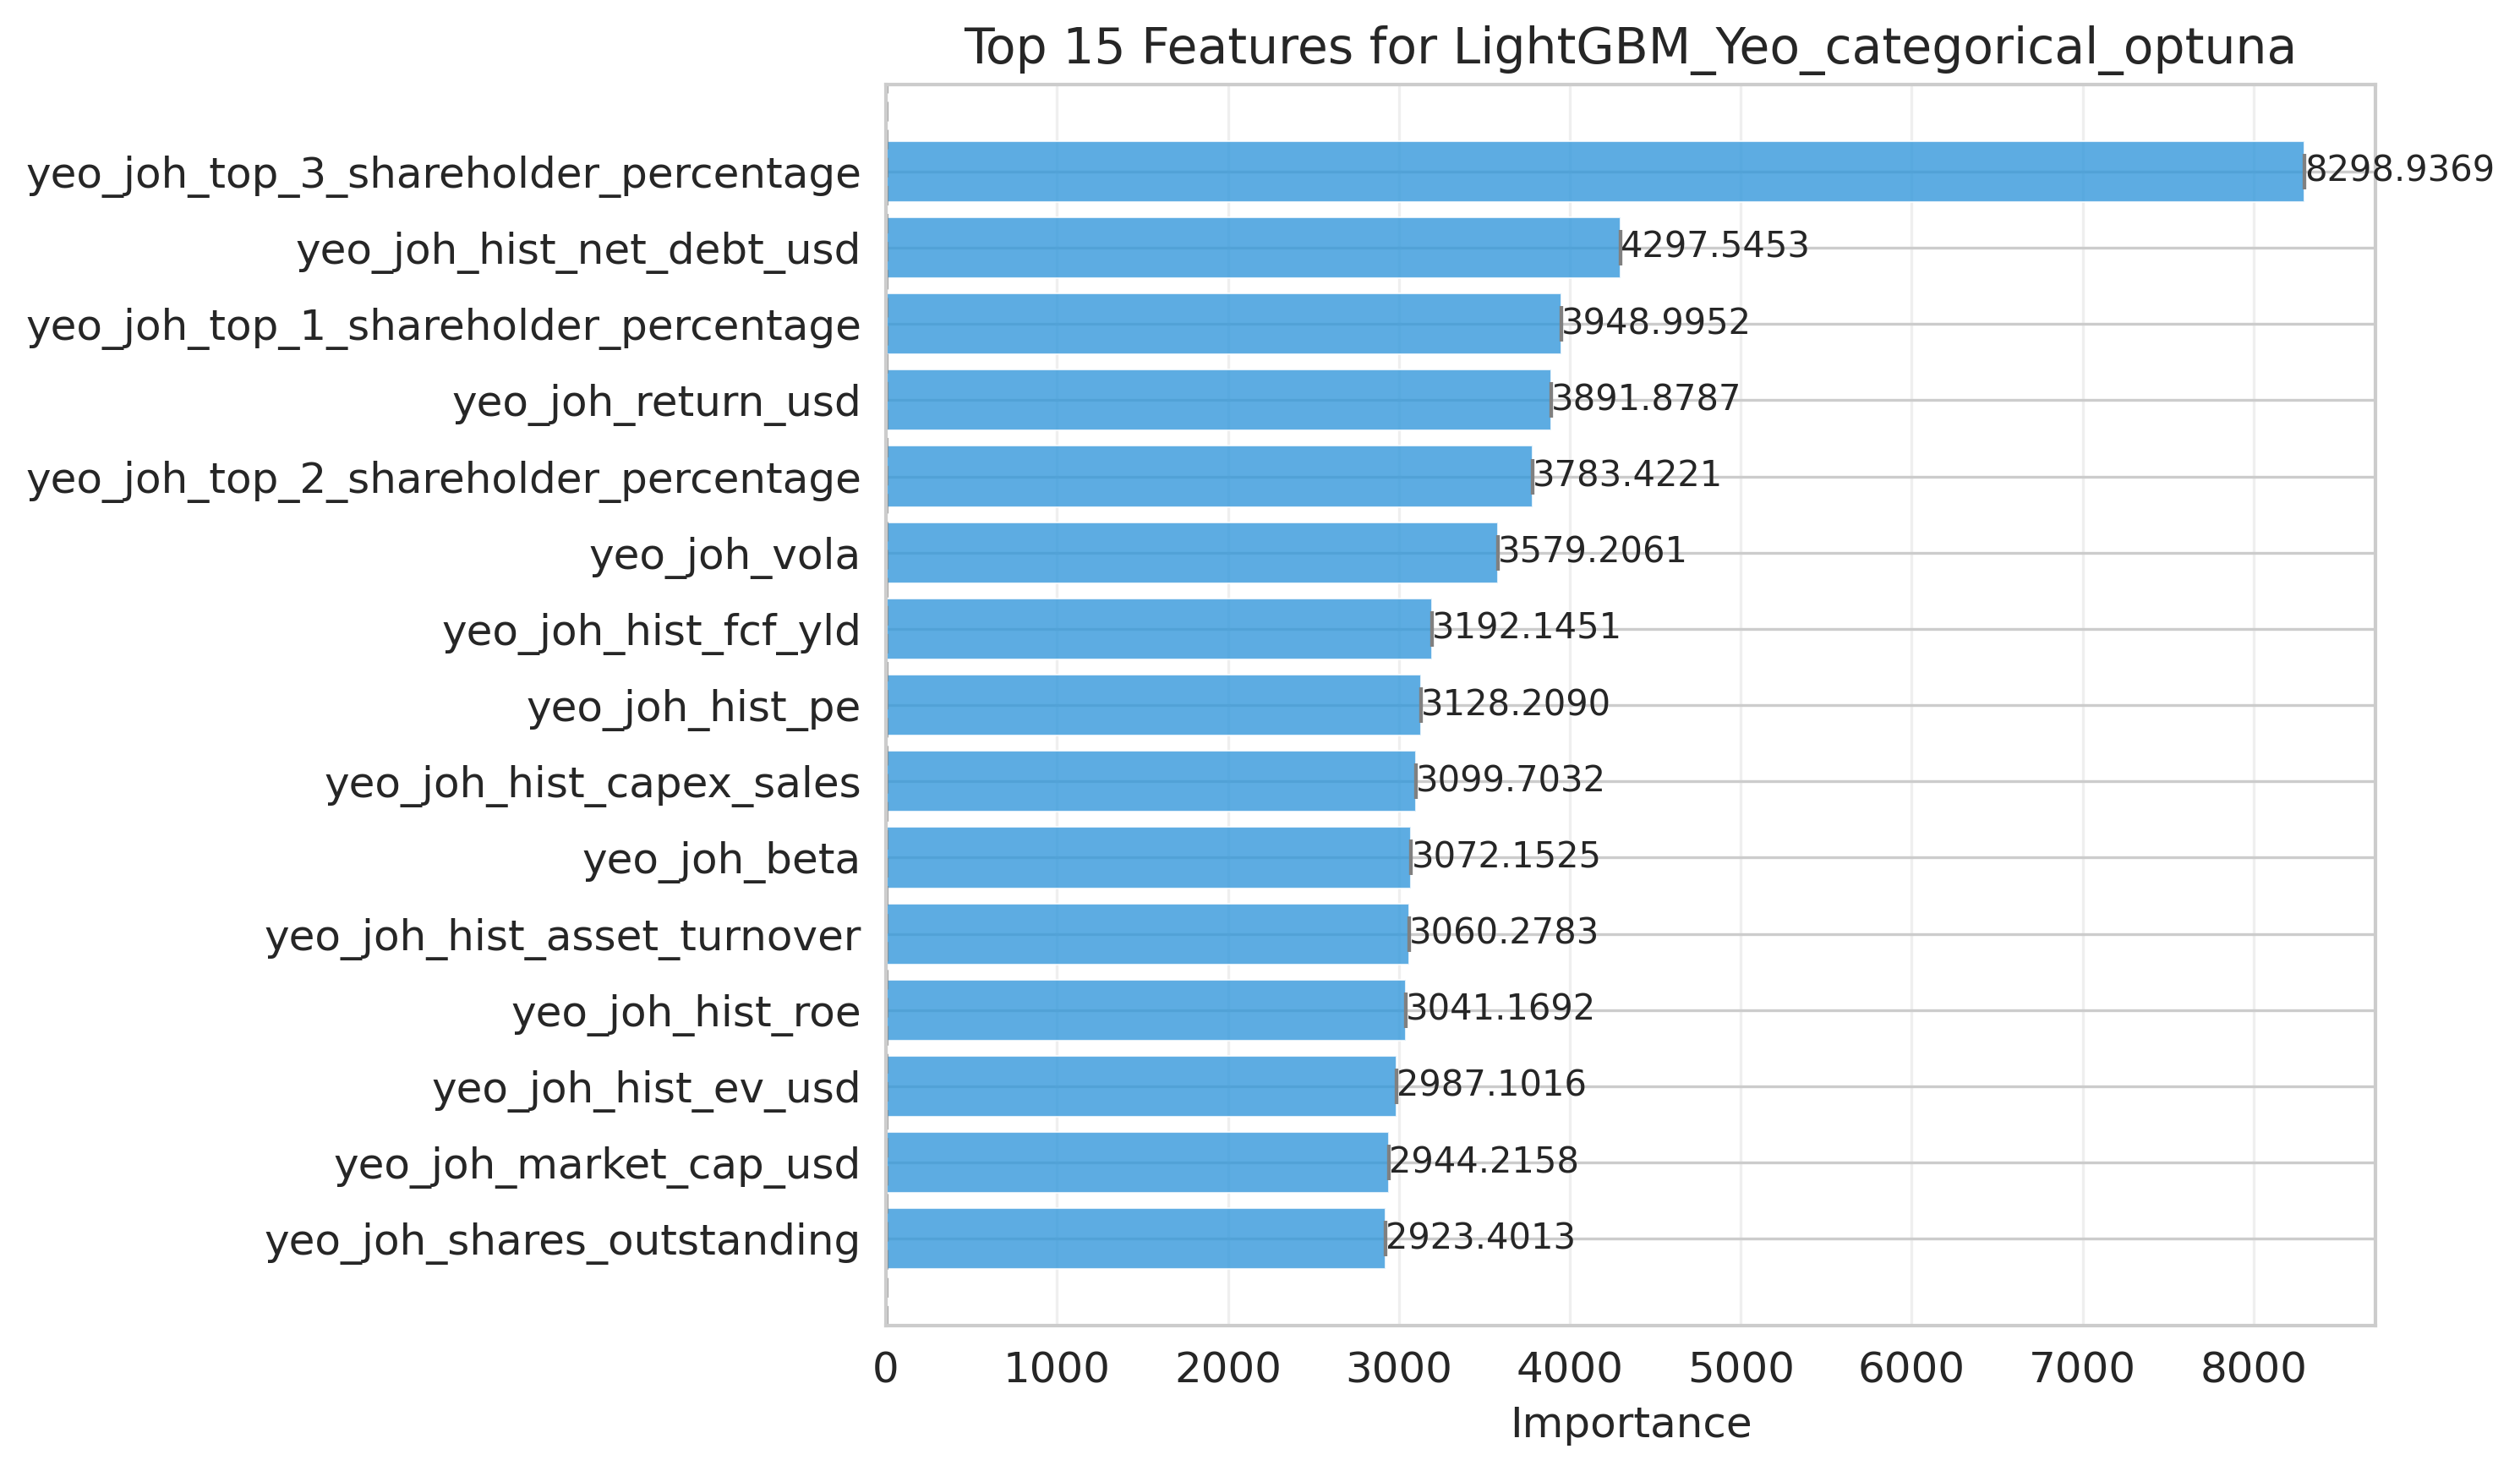 Top 15 Features for LightGBM_Yeo_categorical_optuna
yeo_joh_top_3_shareholder_percentage 8298.9369
yeo_joh_hist_net_debt_usd 4297.5453
yeo_joh_top_1_shareholder_percentage 3948.9952
yeo_joh_return_usd 3891.8787
yeo_joh_top_2_shareholder_percentage 3783.4221
yeo_joh_vola 3579.2061
yeo_joh_hist_fcf_yld 3192.1451
yeo_joh_hist_pe 3128.2090
yeo_joh_hist_capex_sales 3099.7032
yeo_joh_beta 3072.1525
yeo_joh_hist_asset_turnover 3060.2783
yeo_joh_hist_roe 3041.1692
yeo_joh_hist_ev_usd 2987.1016
yeo_joh_market_cap_usd 2944.2158
yeo_joh_shares_outstanding 2923.4013
0 1000 2000 3000 4000 5000 6000 7000 8000
Importance